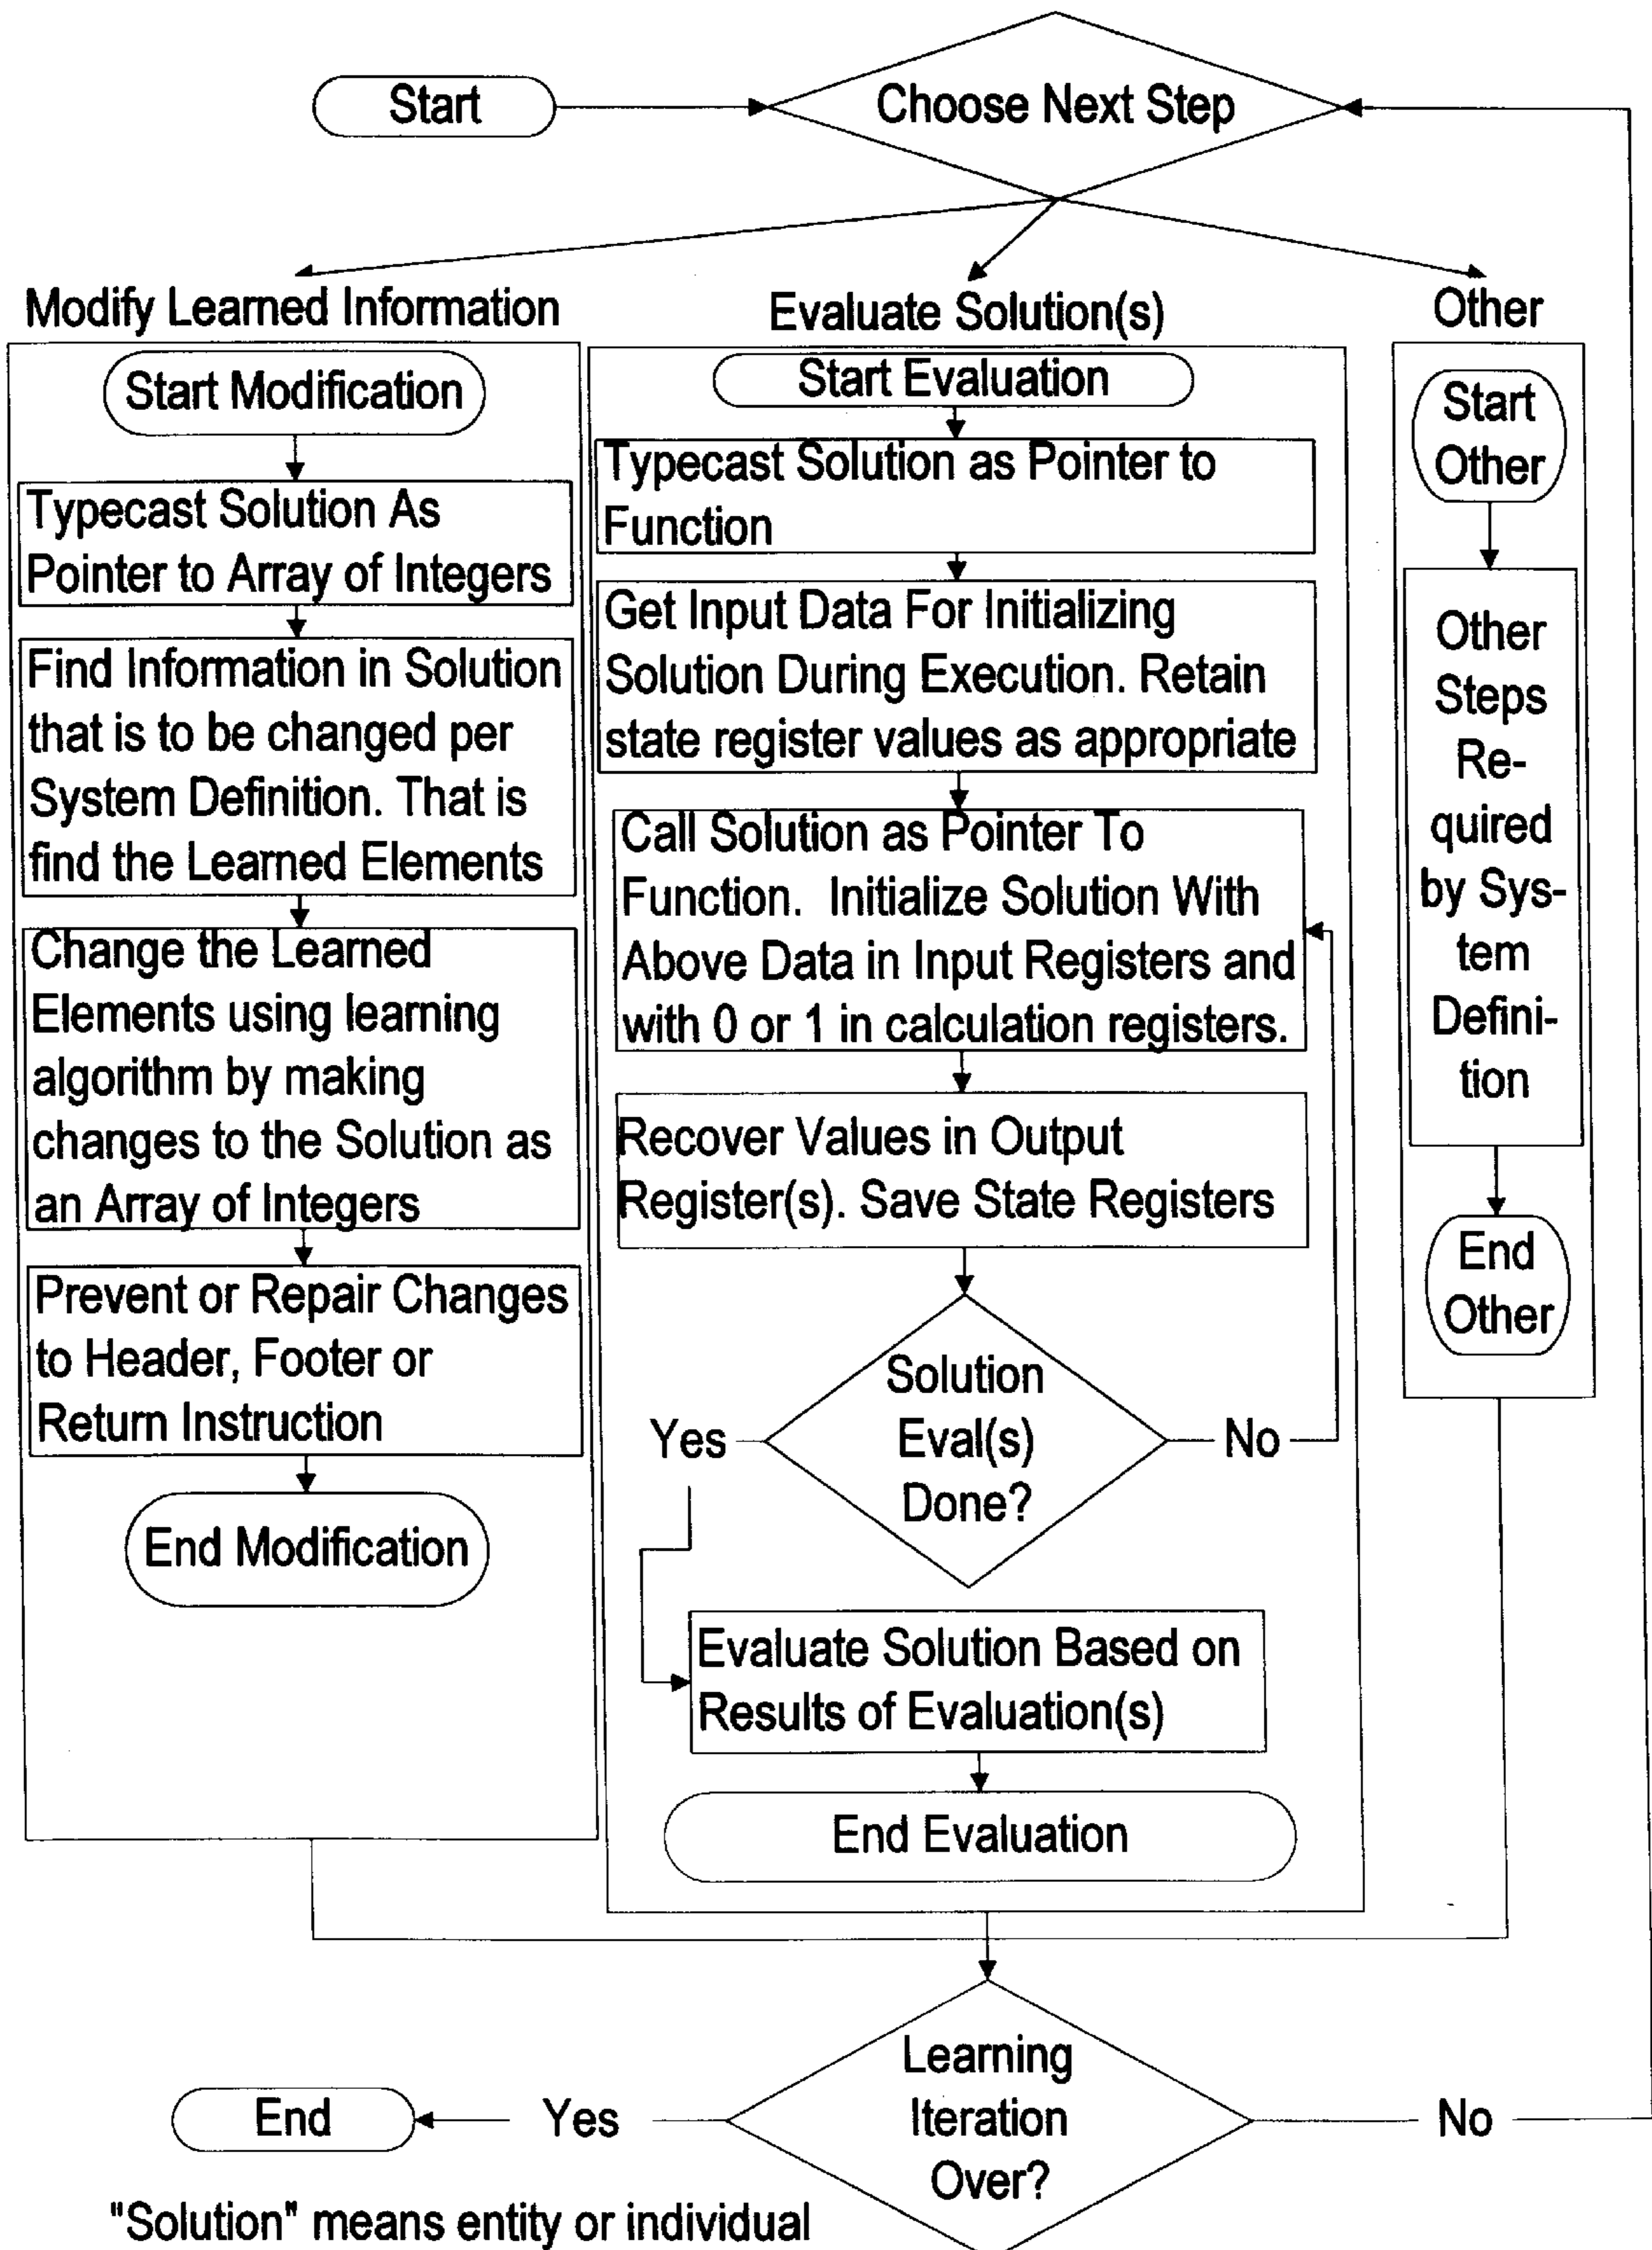 Start
Choose Next Step
Modify Learned Information
Evaluate Solution(s)
Other
Start Modification
Typecast Solution As
Pointer to Array of Integers
Find Information in Solution
that is to be changed per
System Definition. That is
find the Learned Elements
Change the Learned
Elements using learning
algorithm by making
changes to the Solution as
an Array of Integers
Prevent or Repair Changes
to Header, Footer or
Return Instruction
End Modification
Start Evaluation
Typecast Solution as Pointer to
Function
Get Input Data For Initializing
Solution During Execution. Retain
state register values as appropriate
Call Solution as Pointer To
Function. Initialize Solution With
Above Data in Input Registers and
with 0 or 1 in calculation registers.
Recover Values in Output
Register(s). Save State Registers
Solution
Eval(s)
Done?
Yes
No
Evaluate Solution Based on
Results of Evaluation(s)
End Evaluation
Start
Other
Other
Steps
Re-
quired
by Sys-
tem
Defini-
tion
End
Other
Learning
Iteration
Over?
Yes
No
End
"Solution" means entity or individual